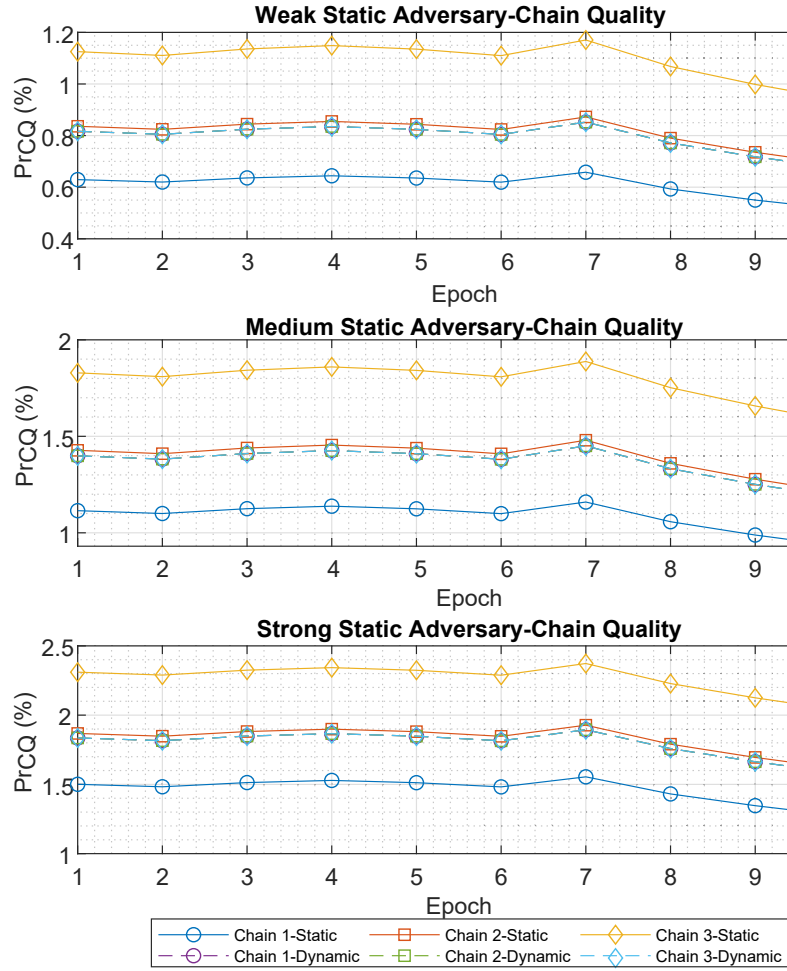 Weak Static Adversary-Chain Quality
1.2
1
0.8
0.6
0.4
PrCQ (%)
1 2 3 4 5 6 7 8 9
Epoch
Medium Static Adversary-Chain Quality
2
1.5
1
PrCQ (%)
1 2 3 4 5 6 7 8 9
Epoch
Strong Static Adversary-Chain Quality
2.5
2
1.5
1
PrCQ (%)
1 2 3 4 5 6 7 8 9
Epoch
Chain 1-Static Chain 2-Static Chain 3-Static
Chain 1-Dynamic Chain 2-Dynamic Chain 3-Dynamic